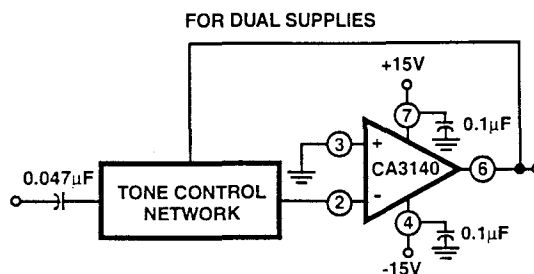 FOR DUAL SUPPLIES
+15V
7
0.1µF
3
+
CA3140
6
0.047µF
TONE CONTROL
NETWORK
2
-
4
0.1µF
-15V